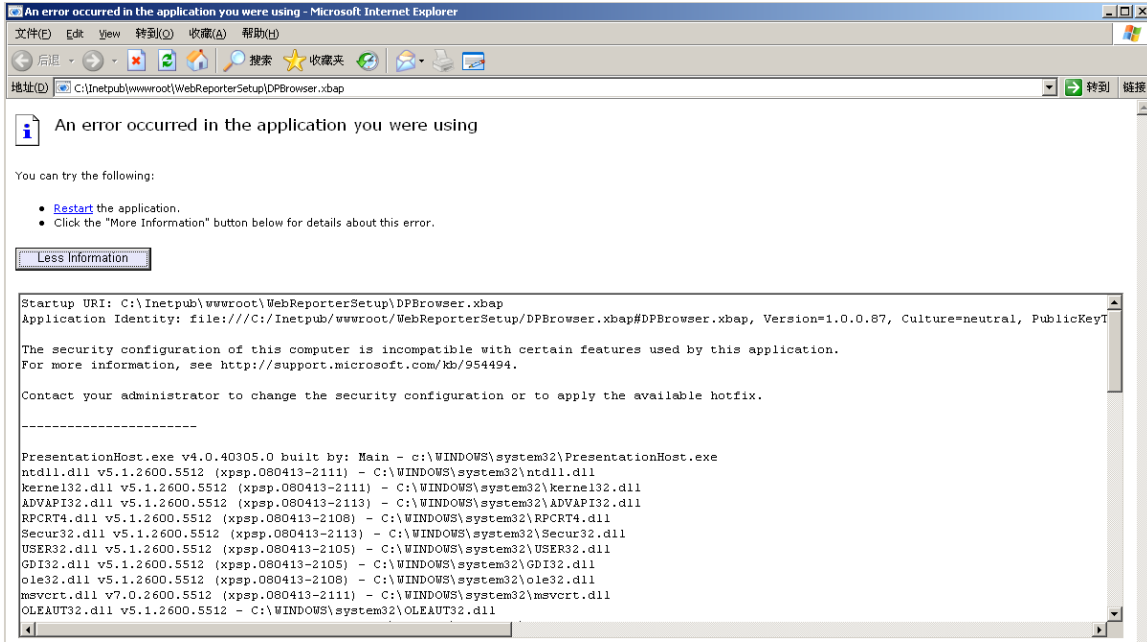 An error occurred in the application you were using - Microsoft Internet Explorer
文件(F) Edit View 转到(O) 收藏(A) 帮助(H)
后退 搜索 收藏夹
地址(D) C:\Inetpub\wwwroot\WebReporterSetup\DPBrowser.xbap 转到 链接
An error occurred in the application you were using
You can try the following:
Restart the application.
Click the "More Information" button below for details about this error.
Less Information
Startup URI: C:\Inetpub\wwwroot\WebReporterSetup\DPBrowser.xbap
Application Identity: file:///C:/Inetpub/wwwroot/WebReporterSetup/DPBrowser.xbap#DPBrowser.xbap, Version=1.0.0.87, Culture=neutral, PublicKeyT
The security configuration of this computer is incompatible with certain features used by this application.
For more information, see http://support.microsoft.com/kb/954494.
Contact your administrator to change the security configuration or to apply the available hotfix.
-----------------------
PresentationHost.exe v4.0.40305.0 built by: Main - c:\WINDOWS\system32\PresentationHost.exe
ntdll.dll v5.1.2600.5512 (xpsp.080413-2111) - C:\WINDOWS\system32\ntdll.dll
kernel32.dll v5.1.2600.5512 (xpsp.080413-2111) - C:\WINDOWS\system32\kernel32.dll
ADVAPI32.dll v5.1.2600.5512 (xpsp.080413-2113) - C:\WINDOWS\system32\ADVAPI32.dll
RPCRT4.dll v5.1.2600.5512 (xpsp.080413-2108) - C:\WINDOWS\system32\RPCRT4.dll
Secur32.dll v5.1.2600.5512 (xpsp.080413-2113) - C:\WINDOWS\system32\Secur32.dll
USER32.dll v5.1.2600.5512 (xpsp.080413-2105) - C:\WINDOWS\system32\USER32.dll
GDI32.dll v5.1.2600.5512 (xpsp.080413-2105) - C:\WINDOWS\system32\GDI32.dll
ole32.dll v5.1.2600.5512 (xpsp.080413-2108) - C:\WINDOWS\system32\ole32.dll
msvcrt.dll v7.0.2600.5512 (xpsp.080413-2111) - C:\WINDOWS\system32\msvcrt.dll
OLEAUT32.dll v5.1.2600.5512 - C:\WINDOWS\system32\OLEAUT32.dll